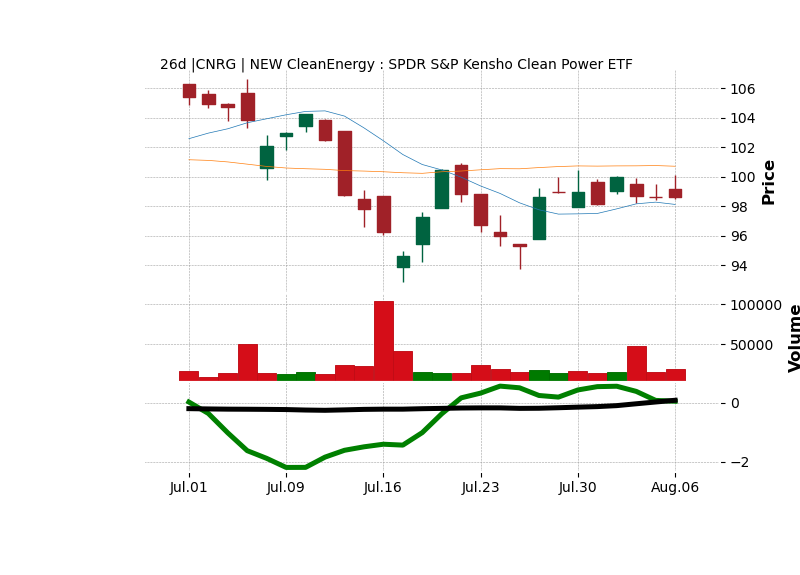 26d |CNRG | NEW CleanEnergy : SPDR S&P Kensho Clean Power ETF
106
104
102
100
98
96
94
Price
100000
50000
Volume
0
−2
Jul.01 Jul.09 Jul.16 Jul.23 Jul.30 Aug.06